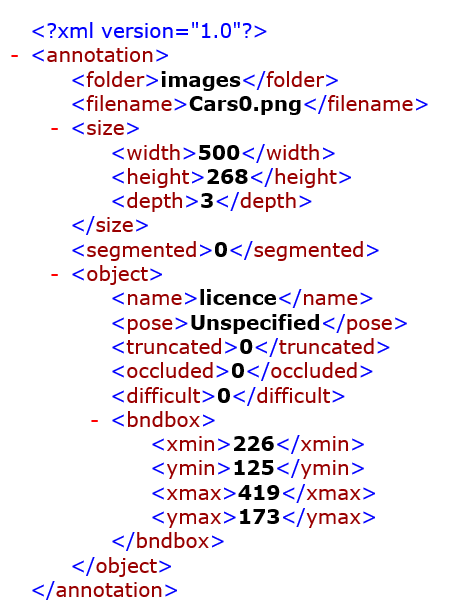 <?xml version="1.0"?>
- <annotation>
<folder>images</folder>
<filename>Cars0.png</filename>
- <size>
<width>500</width>
<height>268</height>
<depth>3</depth>
</size>
<segmented>0</segmented>
- <object>
<name>licence</name>
<pose>Unspecified</pose>
<truncated>0</truncated>
<occluded>0</occluded>
<difficult>0</difficult>
- <bndbox>
<xmin>226</xmin>
<ymin>125</ymin>
<xmax>419</xmax>
<ymax>173</ymax>
</bndbox>
</object>
</annotation>